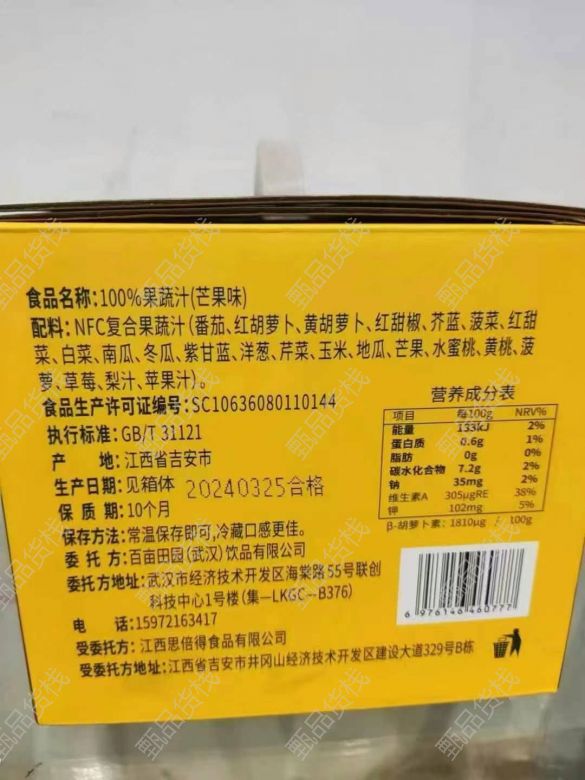 食品名称:100%果蔬汁(芒果味)
配料:NFC复合果蔬汁(番茄、红胡萝卜、黄胡萝卜、红甜椒、芥蓝、菠菜、红甜
菜、白菜、南瓜、冬瓜、紫甘蓝、洋葱、芹菜、玉米、地瓜、芒果、水蜜桃、黄桃、菠
萝、草莓、梨汁、苹果汁)。
食品生产许可证编号:SC10636080110144
执行标准:GB/T 31121
产 地:江西省吉安市
生产日期:见箱体 20240325合格
保 质 期:10个月
保存方法:常温保存即可,冷藏口感更佳。
委 托 方:百亩田园(武汉)饮品有限公司
委托方地址:武汉市经济技术开发区海棠路55号联创
科技中心1号楼(集—LKGC—B376)
电 话:15972163417
受委托方:江西思倍得食品有限公司
受委托方地址:江西省吉安市井冈山经济技术开发区建设大道329号B栋
营养成分表
项目 每100g NRV%
能量 133kJ 2%
蛋白质 0.6g 1%
脂肪 0g 0%
碳水化合物 7.2g 2%
钠 35mg 2%
维生素A 305μgRE 38%
钾 102mg 5%
β-胡萝卜素:1810μg / 100g
6 976146 460777
甄品货栈